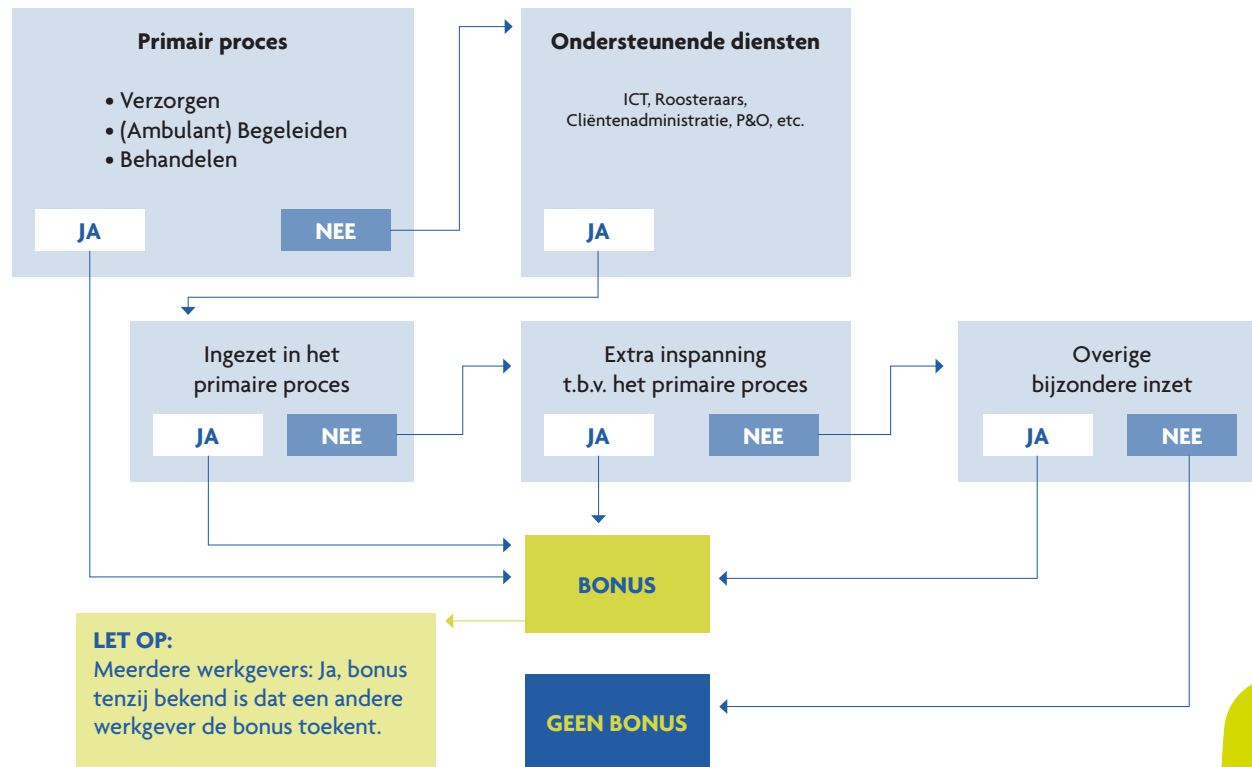 Primair proces
• Verzorgen
• (Ambulant) Begeleiden
• Behandelen
JA
NEE
Ondersteunende diensten
ICT, Roosteraars,
Cliëntenadministratie, P&O, etc.
JA
Ingezet in het
primaire proces
JA
NEE
Extra inspanning
t.b.v. het primaire proces
JA
NEE
Overige
bijzondere inzet
JA
NEE
BONUS
LET OP:
Meerdere werkgevers: Ja, bonus
tenzij bekend is dat een andere
werkgever de bonus toekent.
GEEN BONUS